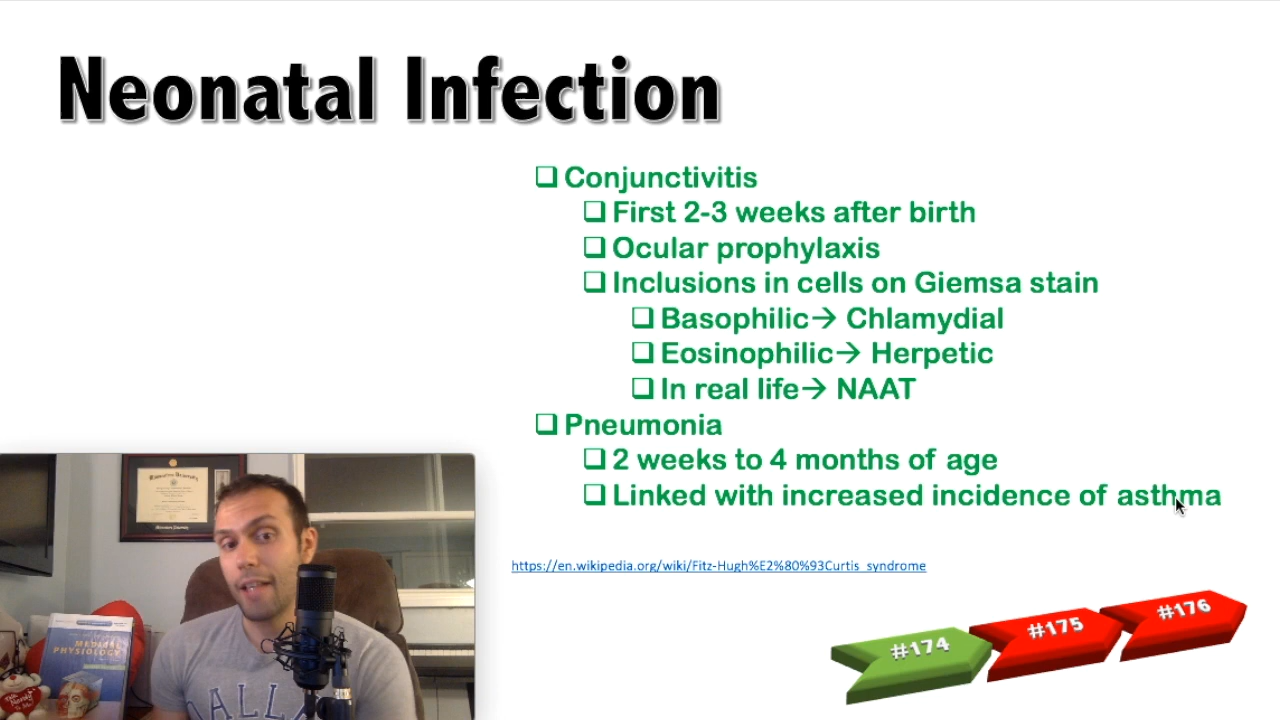 Neonatal Infection
❑ Conjunctivitis
❑ First 2-3 weeks after birth
❑ Ocular prophylaxis
❑ Inclusions in cells on Giemsa stain
❑ Basophilic→ Chlamydial
❑ Eosinophilic→ Herpetic
❑ In real life→ NAAT
❑ Pneumonia
❑ 2 weeks to 4 months of age
❑ Linked with increased incidence of asthma
https://en.wikipedia.org/wiki/Fitz-Hugh%E2%80%93Curtis_syndrome
#174
#175
#176
MEDICAL
PHYSIOLOGY